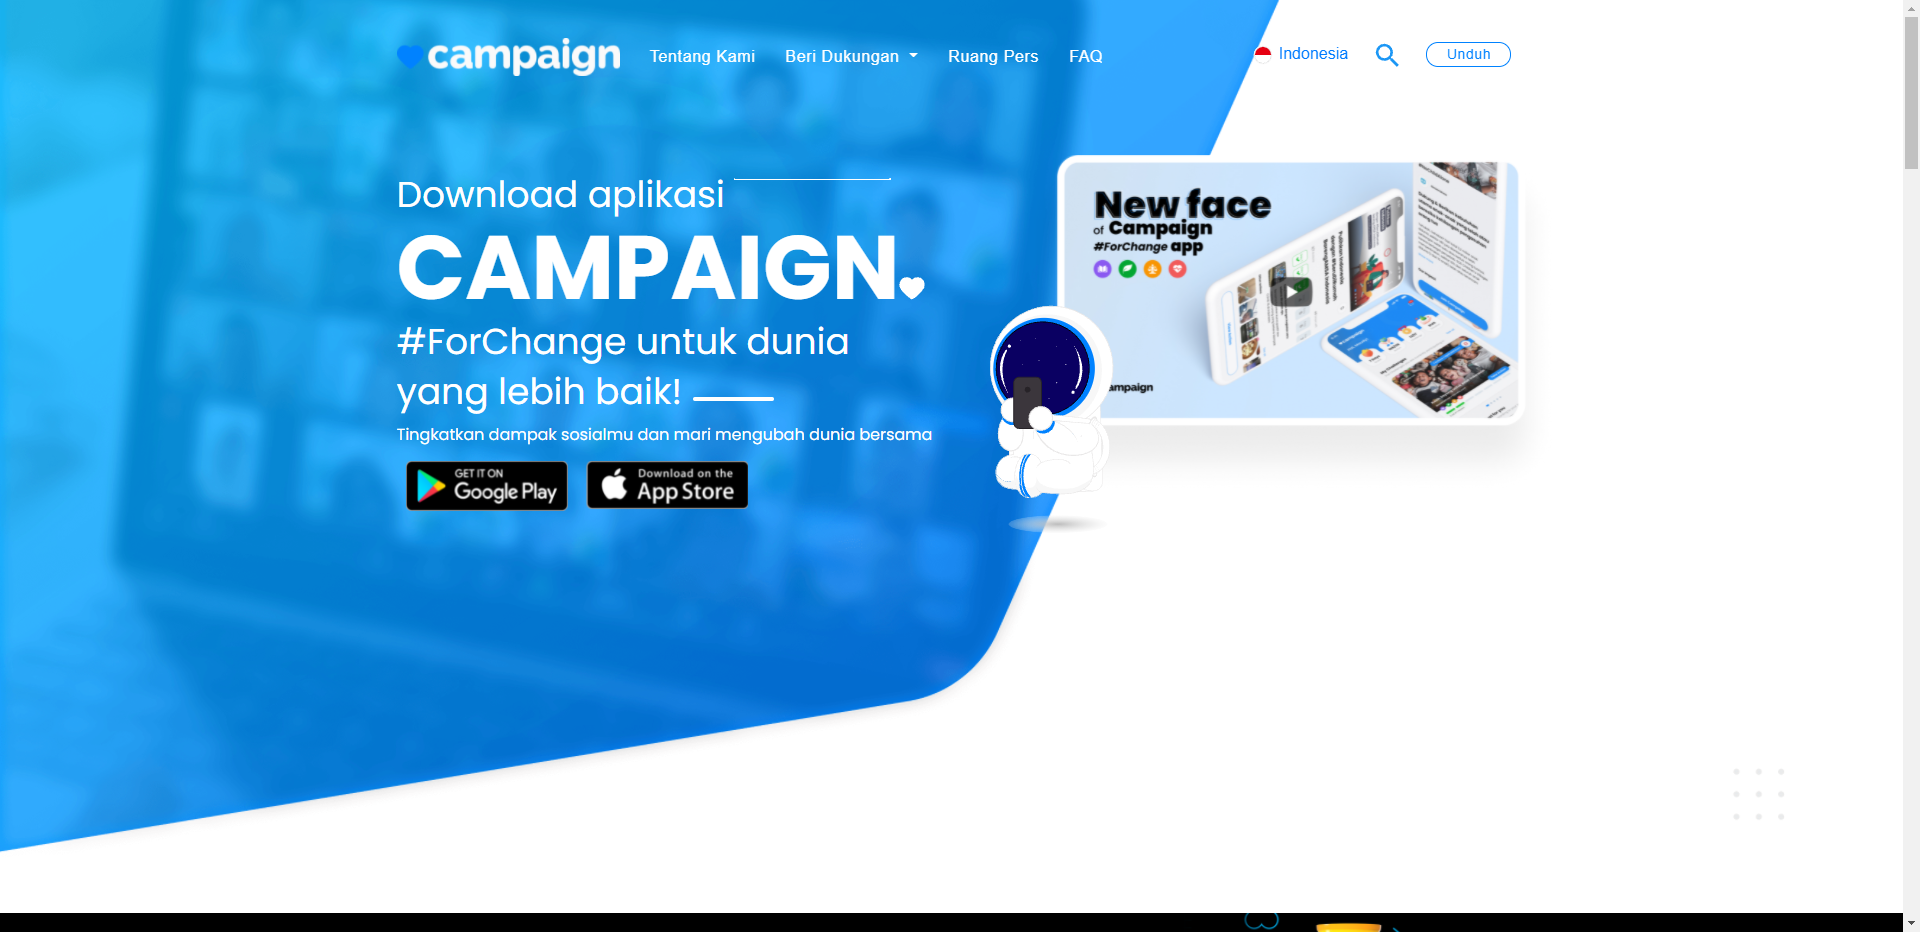 campaign
Tentang Kami
Beri Dukungan
Ruang Pers
FAQ
Indonesia
Unduh
Download aplikasi
CAMPAIGN
#ForChange untuk dunia
yang lebih baik!
Tingkatkan dampak sosialmu dan mari mengubah dunia bersama
GET IT ON
Google Play
Download on the
App Store
New face
of Campaign
#ForChange app
ampaign